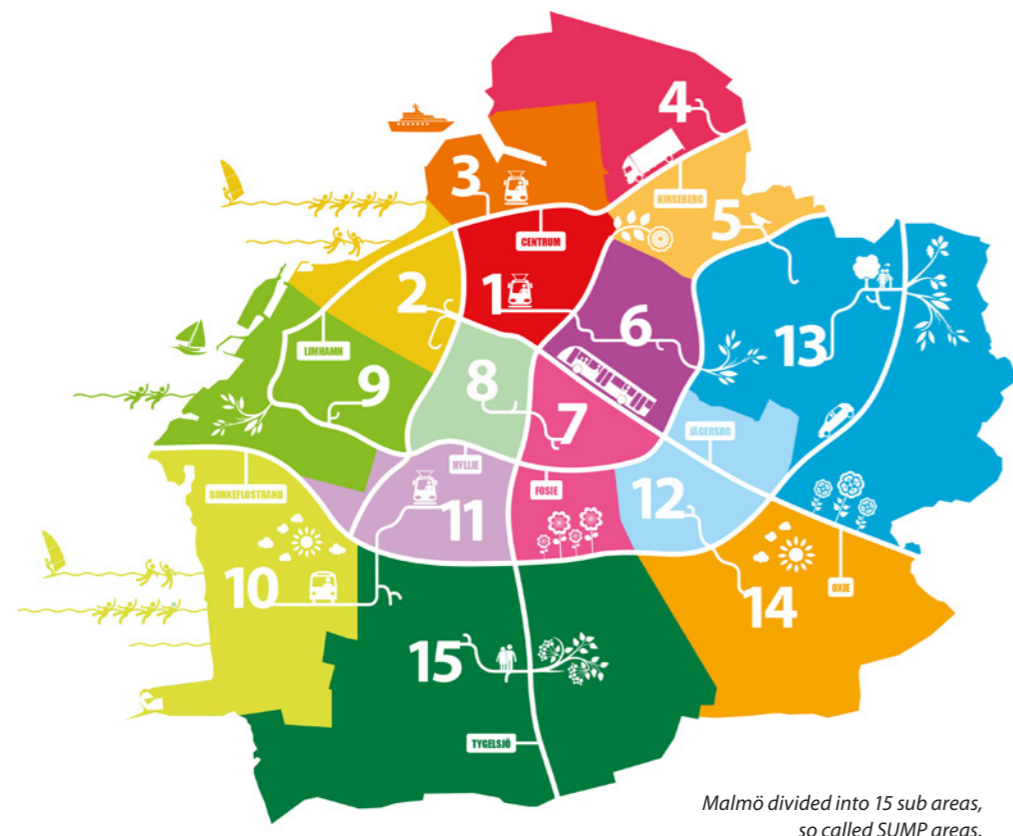 4
3
KIRSEBERG
5
CENTRUM
2
1
6
13
LIMHAMN
9
8
7
JÄGERSRO
HYLLIE
BUNKEFLOSTRAND
FOSIE
11
12
10
14
OXIE
15
TYGELSJÖ
Malmö divided into 15 sub areas,
so called SUMP areas.